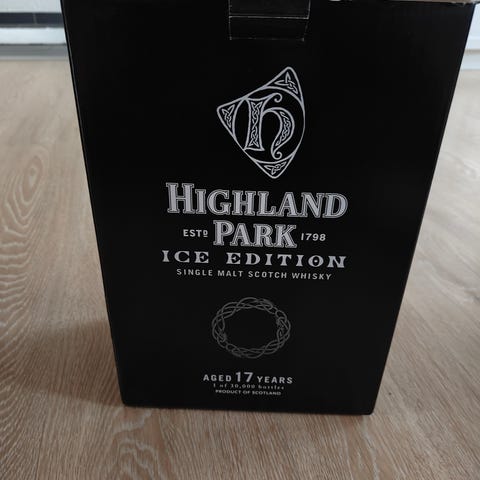 HIGHLAND
ESTD PARK 1798
ICE EDITION
SINGLE MALT SCOTCH WHISKY
AGED 17 YEARS
1 of 30,000 bottles
PRODUCT OF SCOTLAND